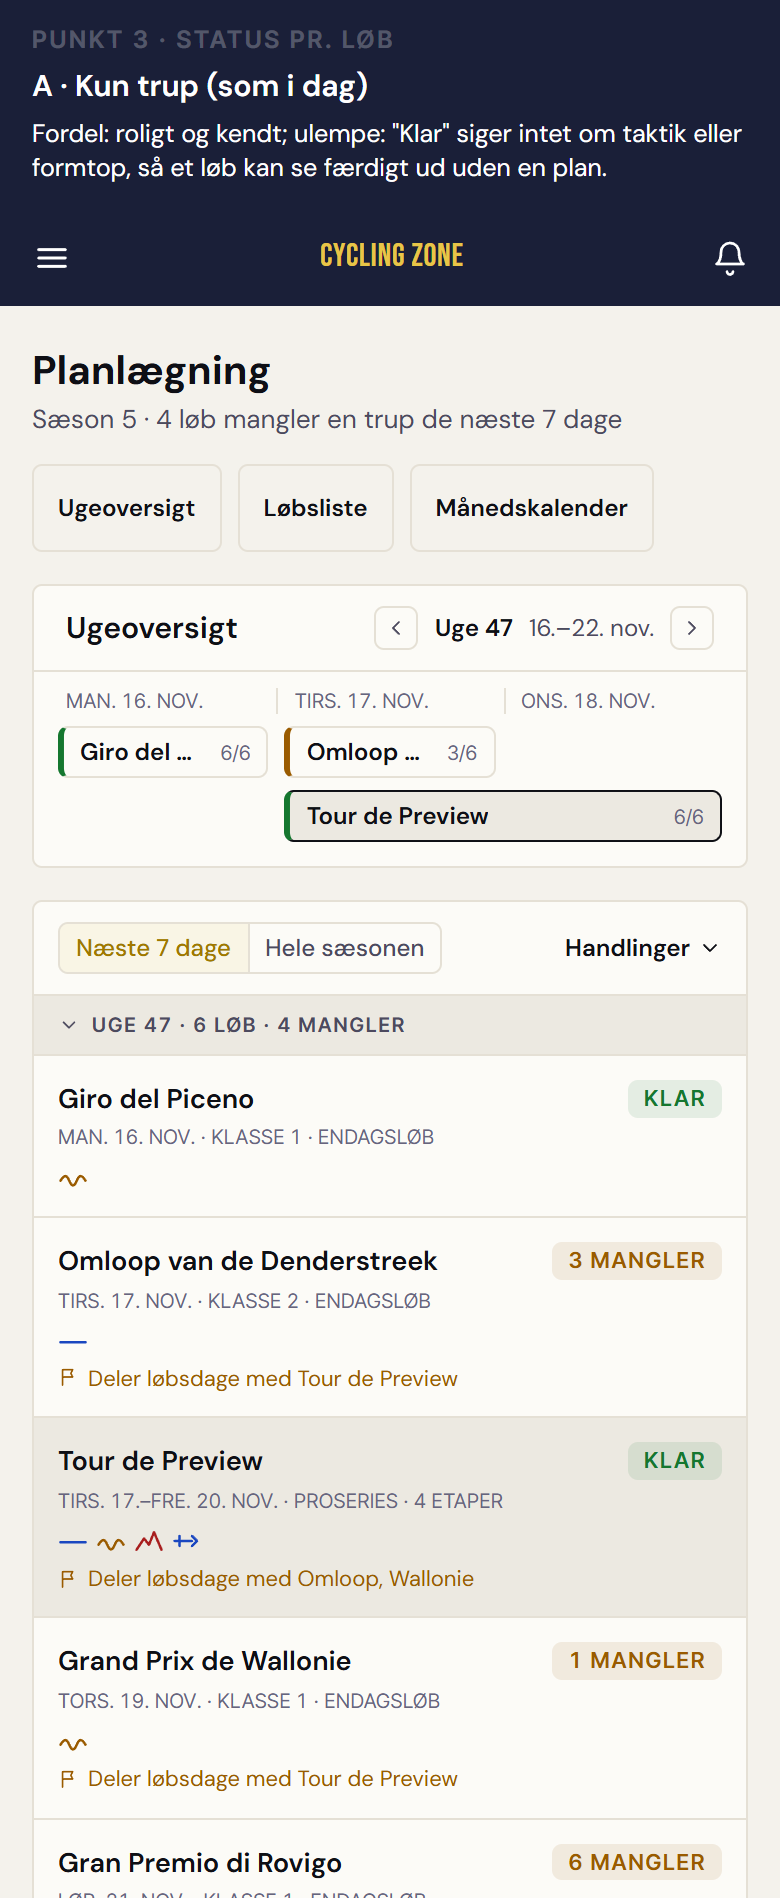 PUNKT 3 · STATUS PR. LØB
A · Kun trup (som i dag)
Fordel: roligt og kendt; ulempe: "Klar" siger intet om taktik eller
formtop, så et løb kan se færdigt ud uden en plan.
CYCLING ZONE
Planlægning
Sæson 5 · 4 løb mangler en trup de næste 7 dage
Ugeoversigt Løbsliste Månedskalender
Ugeoversigt Uge 47 16.–22. nov.
MAN. 16. NOV. TIRS. 17. NOV. ONS. 18. NOV.
Giro del ... 6/6 Omloop ... 3/6
Tour de Preview 6/6
Næste 7 dage Hele sæsonen Handlinger
UGE 47 · 6 LØB · 4 MANGLER
Giro del Piceno KLAR
MAN. 16. NOV. · KLASSE 1 · ENDAGSLØB
Omloop van de Denderstreek 3 MANGLER
TIRS. 17. NOV. · KLASSE 2 · ENDAGSLØB
Deler løbsdage med Tour de Preview
Tour de Preview KLAR
TIRS. 17.–FRE. 20. NOV. · PROSERIES · 4 ETAPER
Deler løbsdage med Omloop, Wallonie
Grand Prix de Wallonie 1 MANGLER
TORS. 19. NOV. · KLASSE 1 · ENDAGSLØB
Deler løbsdage med Tour de Preview
Gran Premio di Rovigo 6 MANGLER
LØR. 21. NOV. · KLASSE 1 · ENDAGSLØB